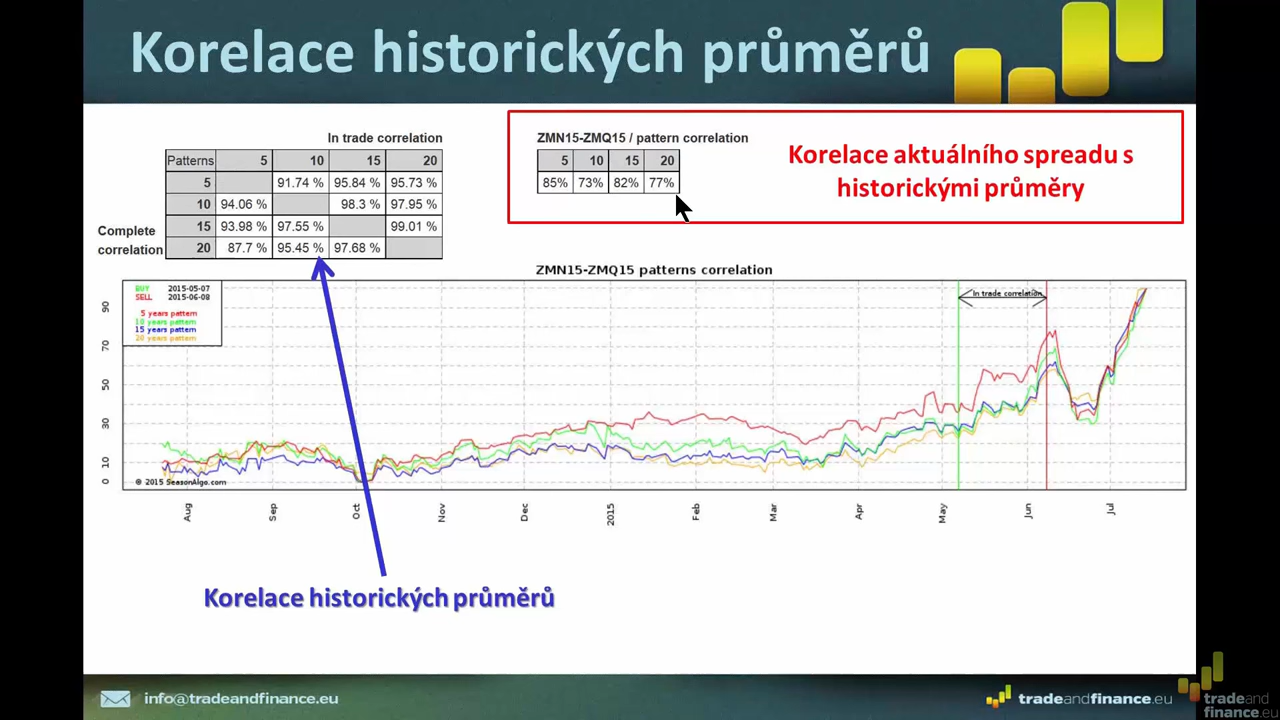 Korelace historických průměrů
In trade correlation
Patterns 5 10 15 20
5 91.74 % 95.84 % 95.73 %
10 94.06 % 98.3 % 97.95 %
15 93.98 % 97.55 % 99.01 %
20 87.7 % 95.45 % 97.68 %
Complete
correlation
ZMN15-ZMQ15 / pattern correlation
5 10 15 20
85% 73% 82% 77%
Korelace aktuálního spreadu s
historickými průměry
ZMN15-ZMQ15 patterns correlation
BUY 2015-05-07
SELL 2015-06-08
5 years pattern
10 years pattern
15 years pattern
20 years pattern
In trade correlation
90
70
50
30
10
0
© 2015 SeasonAlgo.com
Aug Sep Oct Nov Dec 2015 Feb Mar Apr May Jun Jul
Korelace historických průměrů
info@tradeandfinance.eu
tradeandfinance.eu
tradeand
finance.eu